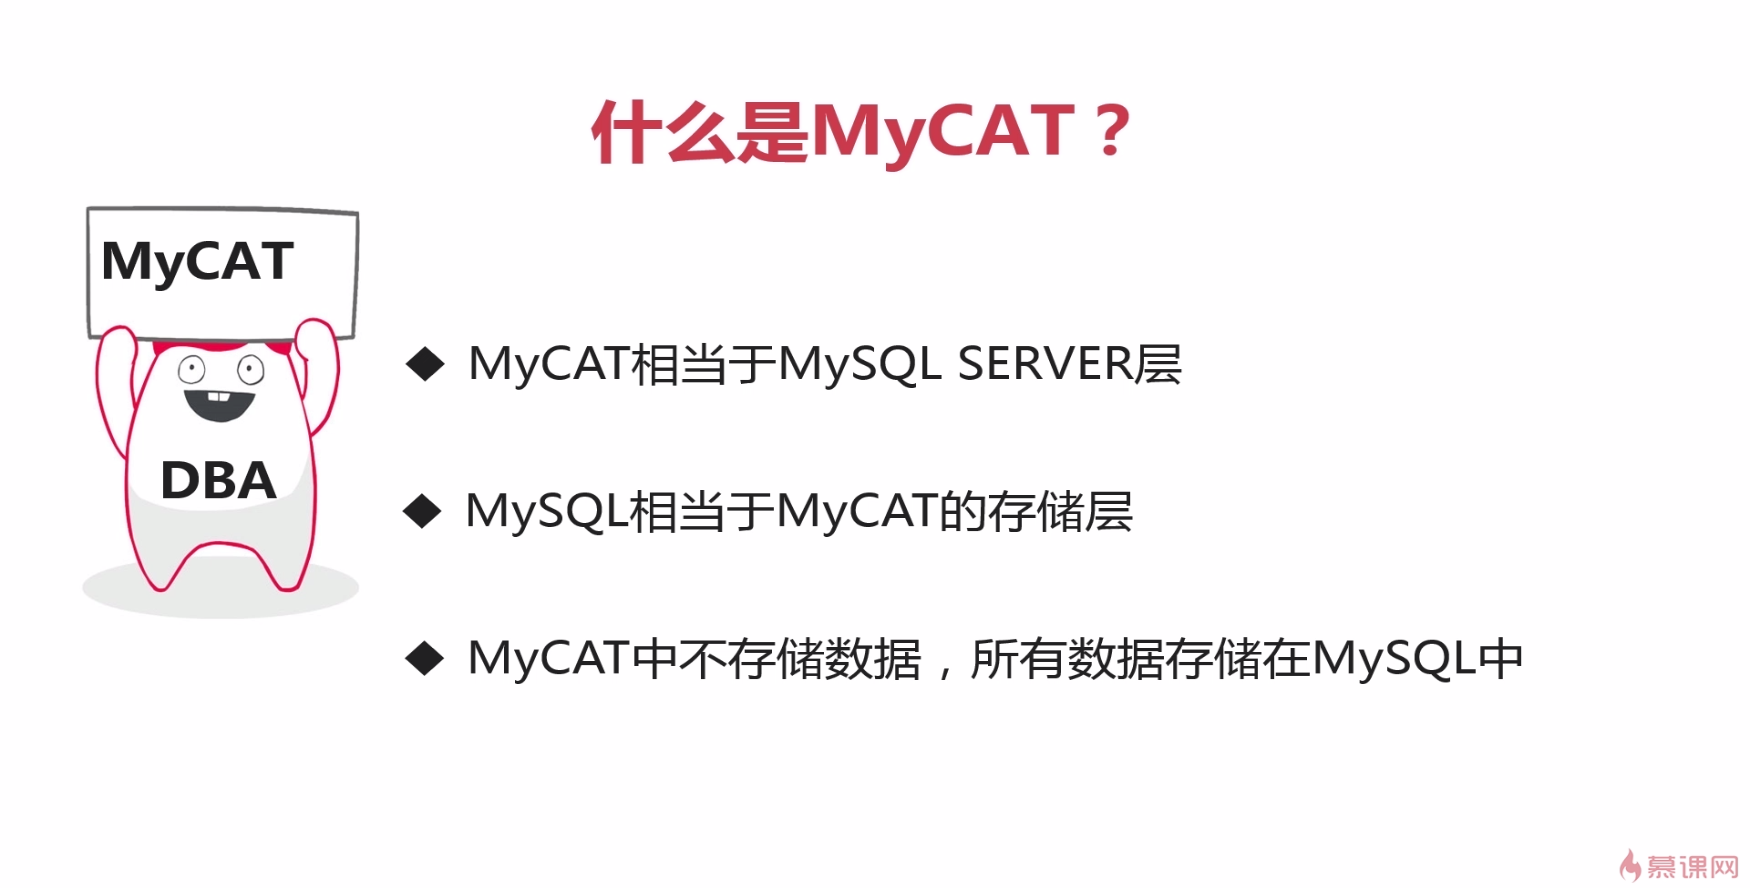 什么是MyCAT？
MyCAT
DBA
◆ MyCAT相当于MySQL SERVER层
◆ MySQL相当于MyCAT的存储层
◆ MyCAT中不存储数据，所有数据存储在MySQL中
慕课网